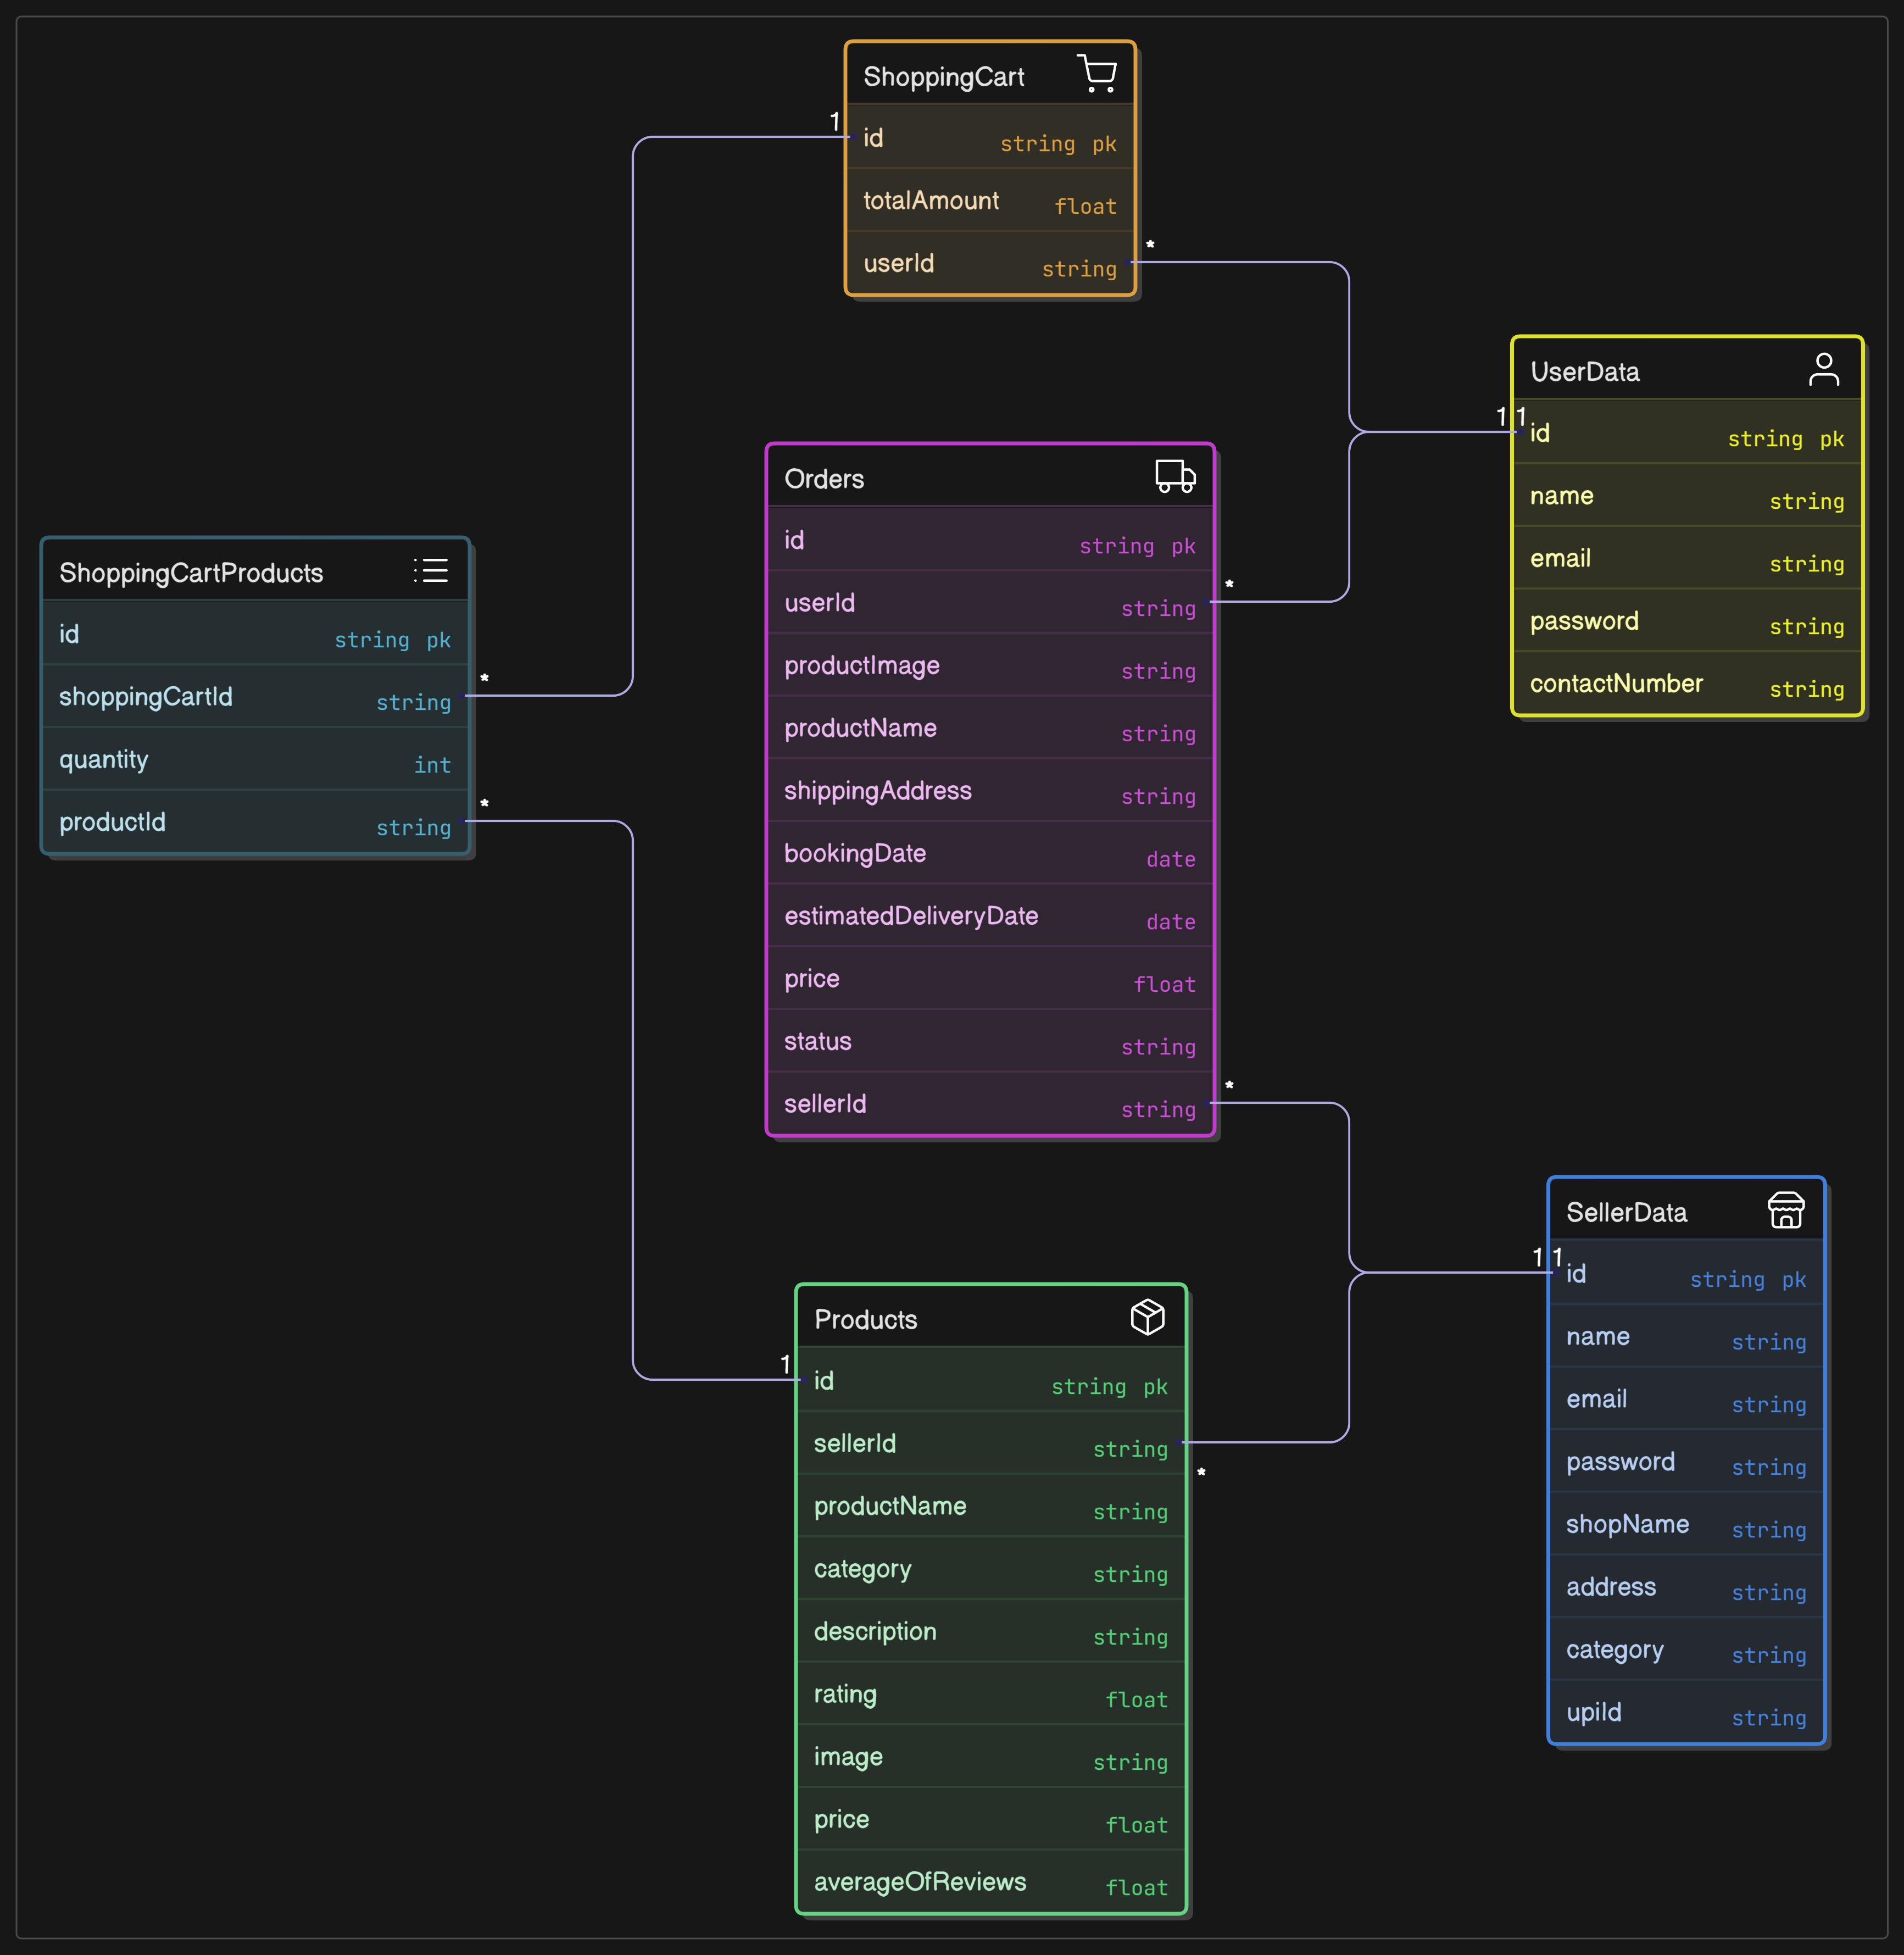 ShoppingCart
1
id string pk
totalAmount float
*
userId string
UserData
1 1
id string pk
name string
email string
password string
contactNumber string
Orders
id string pk
*
userId string
productImage string
productName string
shippingAddress string
bookingDate date
estimatedDeliveryDate date
price float
status string
*
sellerId string
ShoppingCartProducts
id string pk
*
shoppingCartId string
quantity int
*
productId string
SellerData
1 1
id string pk
name string
email string
password string
shopName string
address string
category string
upiId string
Products
1
id string pk
sellerId string
*
productName string
category string
description string
rating float
image string
price float
averageOfReviews float